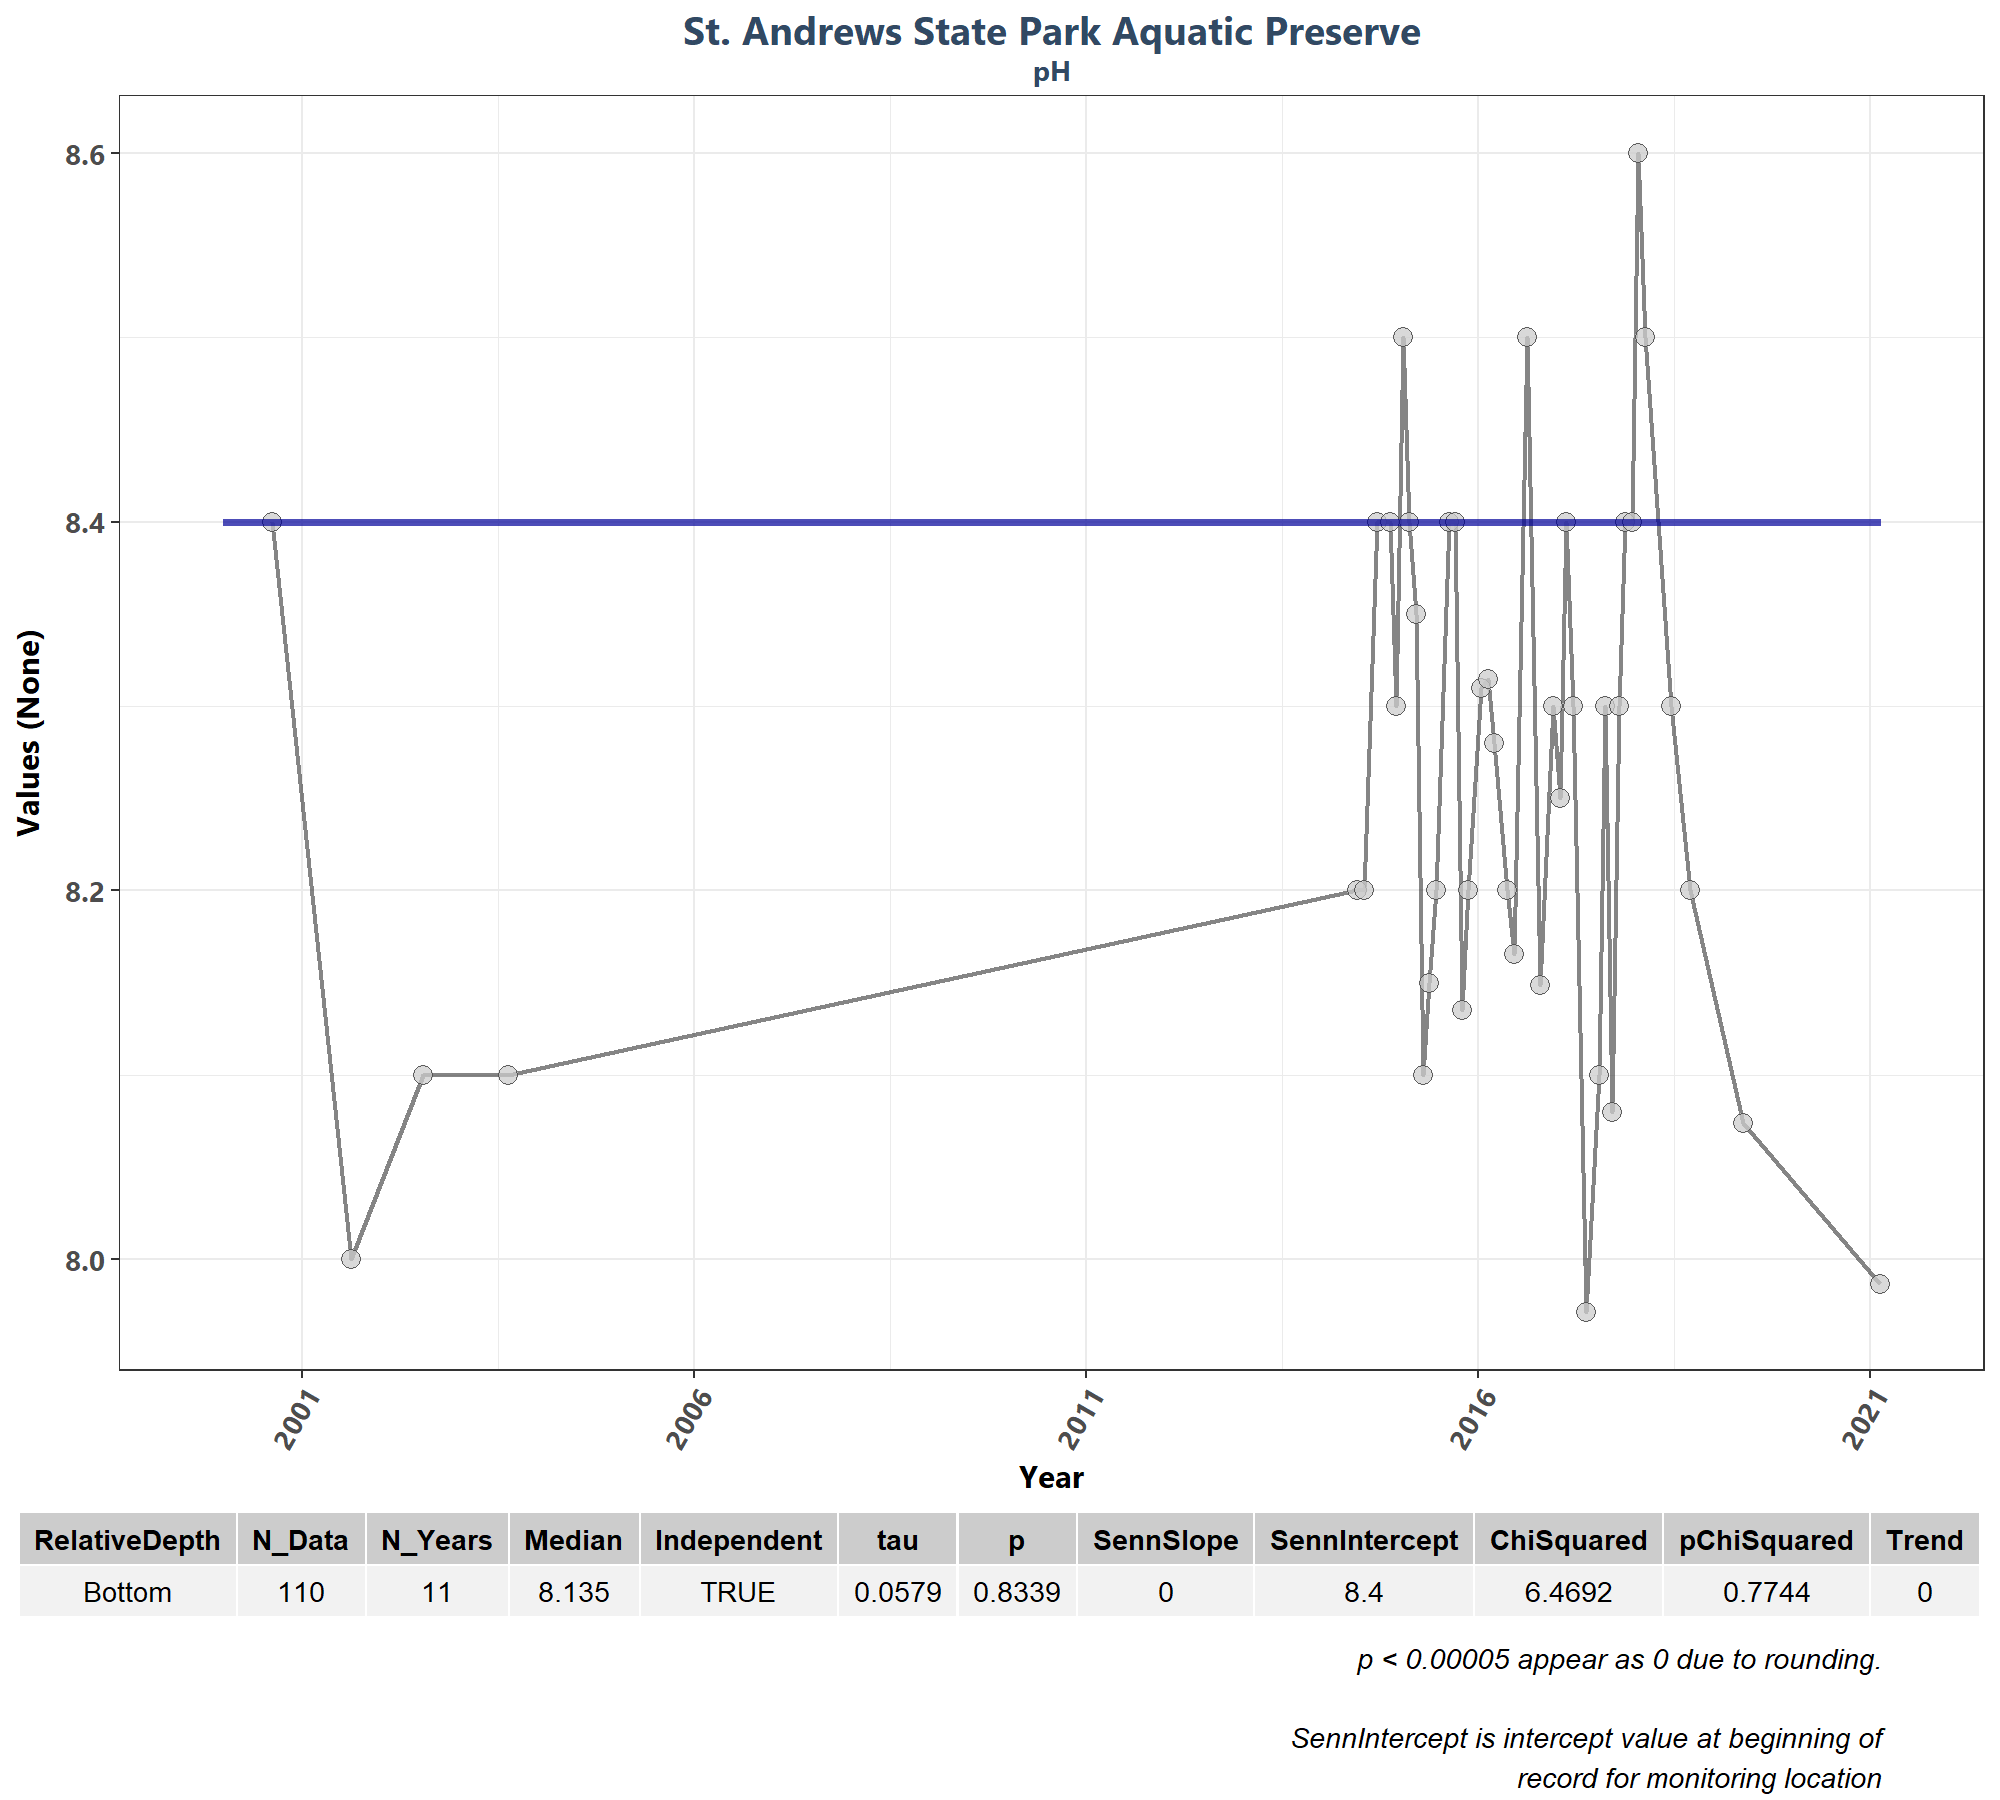 St. Andrews State Park Aquatic Preserve
pH
Values (None)
8.6
8.4
8.2
8.0
2001 2006 2011 2016 2021
Year
RelativeDepth N_Data N_Years Median Independent tau p SennSlope SennIntercept ChiSquared pChiSquared Trend
Bottom 110 11 8.135 TRUE 0.0579 0.8339 0 8.4 6.4692 0.7744 0
p < 0.00005 appear as 0 due to rounding.
SennIntercept is intercept value at beginning of
record for monitoring location